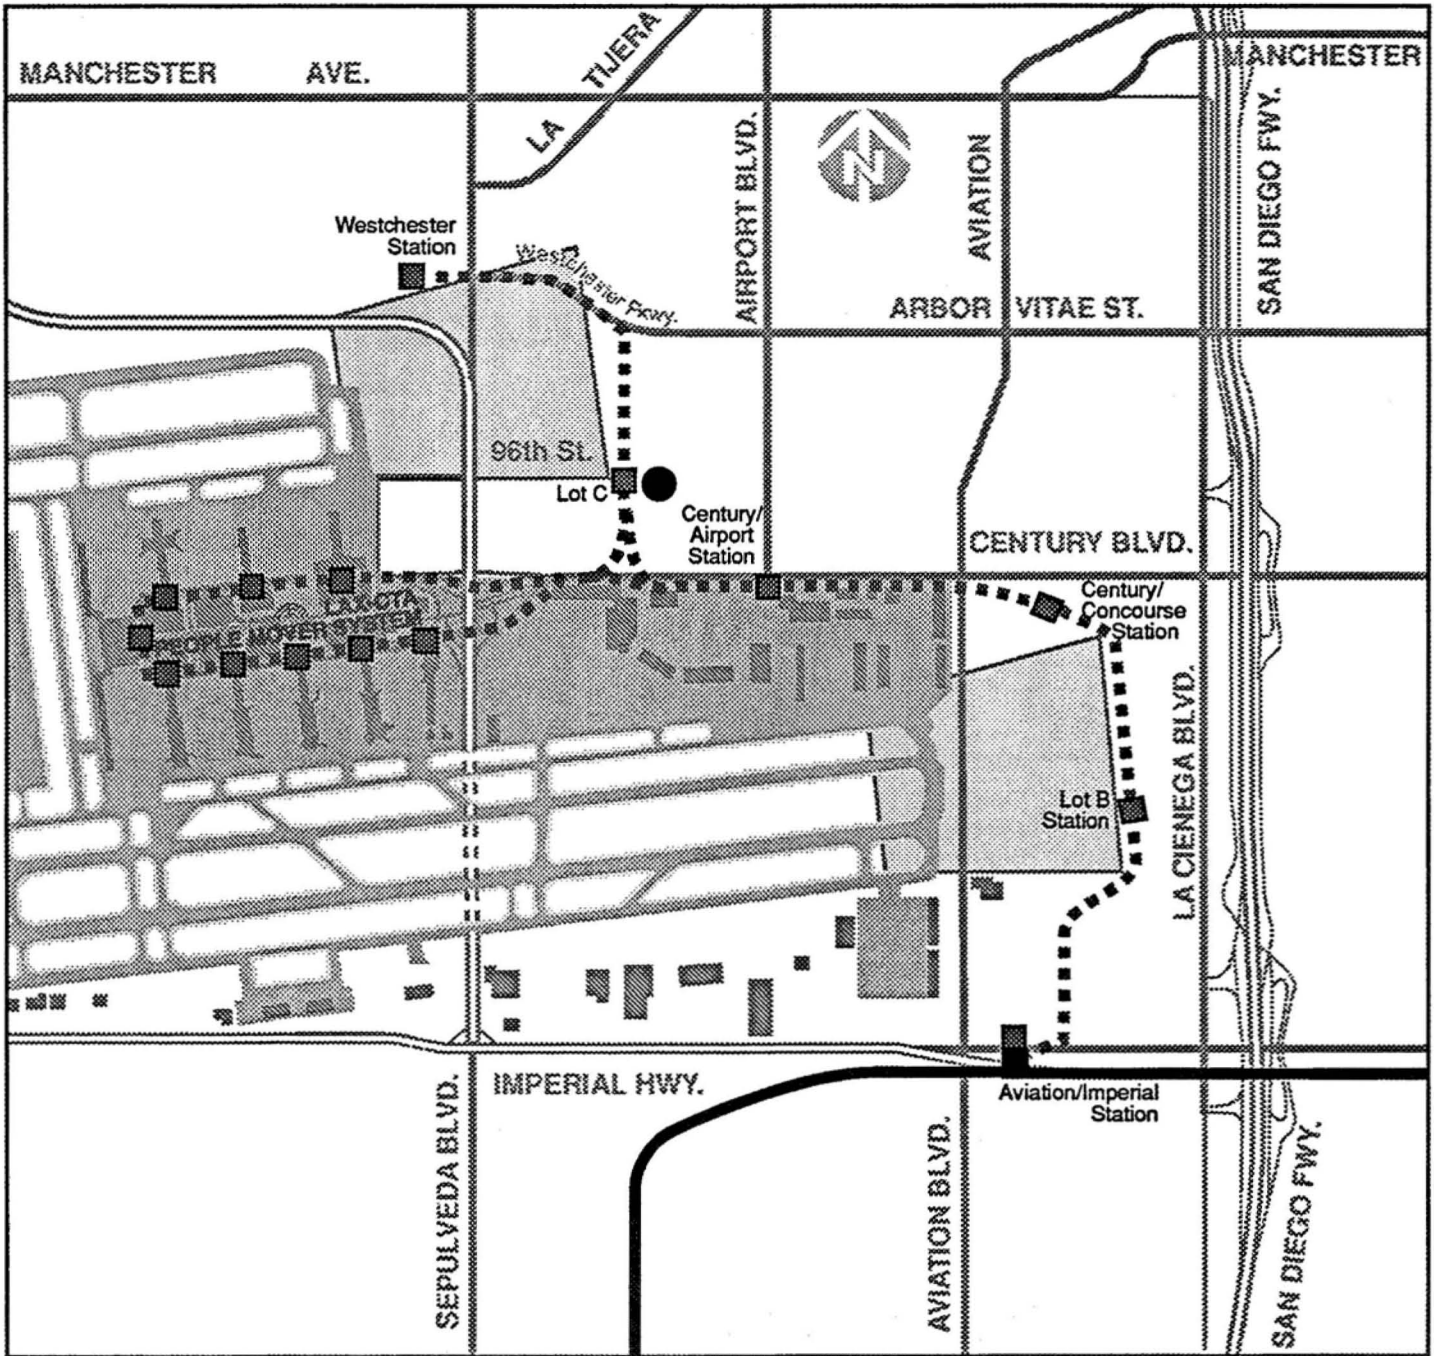 MANCHESTER AVE.
LA TIJERA
AIRPORT BLVD.
N
AVIATION
MANCHESTER
SAN DIEGO FWY.
Westchester
Station
Westchester Pkwy.
ARBOR VITAE ST.
96th St.
Lot C
Century/
Airport
Station
CENTURY BLVD.
Century/
Concourse
Station
LAX-CTA
PEOPLE MOVER SYSTEM
Lot B
Station
LA CIENEGA BLVD.
IMPERIAL HWY.
Aviation/Imperial
Station
SEPULVEDA BLVD.
AVIATION BLVD.
SAN DIEGO FWY.